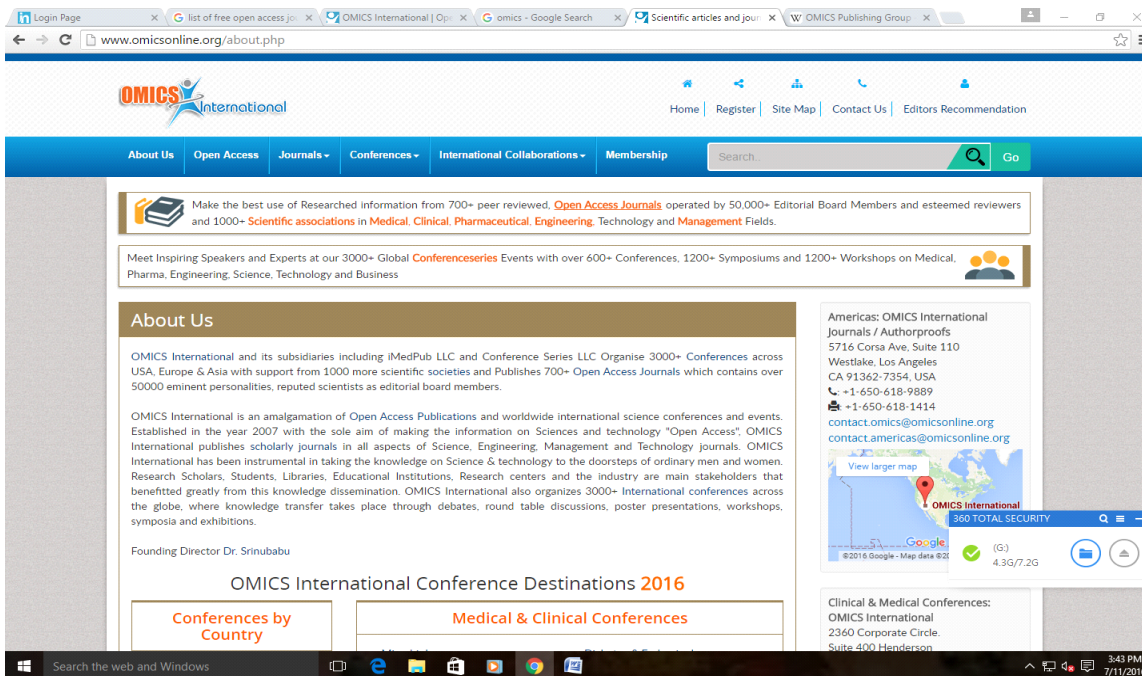 Login Page
list of free open access jou
OMICS International | Ope
omics - Google Search
Scientific articles and journ
OMICS Publishing Group
www.omicsonline.org/about.php
OMICS International
Home
Register
Site Map
Contact Us
Editors Recommendation
About Us
Open Access
Journals
Conferences
International Collaborations
Membership
Search..
Go
Make the best use of Researched information from 700+ peer reviewed, Open Access Journals operated by 50,000+ Editorial Board Members and esteemed reviewers
and 1000+ Scientific associations in Medical, Clinical, Pharmaceutical, Engineering, Technology and Management Fields.
Meet Inspiring Speakers and Experts at our 3000+ Global Conferenceseries Events with over 600+ Conferences, 1200+ Symposiums and 1200+ Workshops on Medical,
Pharma, Engineering, Science, Technology and Business
About Us
OMICS International and its subsidiaries including iMedPub LLC and Conference Series LLC Organise 3000+ Conferences across
USA, Europe & Asia with support from 1000 more scientific societies and Publishes 700+ Open Access Journals which contains over
50000 eminent personalities, reputed scientists as editorial board members.
OMICS International is an amalgamation of Open Access Publications and worldwide international science conferences and events.
Established in the year 2007 with the sole aim of making the information on Sciences and technology "Open Access", OMICS
International publishes scholarly journals in all aspects of Science, Engineering, Management and Technology journals. OMICS
International has been instrumental in taking the knowledge on Science & technology to the doorsteps of ordinary men and women.
Research Scholars, Students, Libraries, Educational Institutions, Research centers and the industry are main stakeholders that
benefitted greatly from this knowledge dissemination. OMICS International also organizes 3000+ International conferences across
the globe, where knowledge transfer takes place through debates, round table discussions, poster presentations, workshops,
symposia and exhibitions.
Founding Director Dr. Srinubabu
OMICS International Conference Destinations 2016
Conferences by
Country
Medical & Clinical Conferences
Americas: OMICS International
Journals / Authorproofs
5716 Corsa Ave, Suite 110
Westlake, Los Angeles
CA 91362-7354, USA
: +1-650-618-9889
: +1-650-618-1414
contact.omics@omicsonline.org
contact.americas@omicsonline.org
View larger map
OMICS International
Google
©2016 Google - Map data ©20
360 TOTAL SECURITY
(G:)
4.3G/7.2G
Clinical & Medical Conferences:
OMICS International
2360 Corporate Circle.
Suite 400 Henderson
Search the web and Windows
3:43 PM
7/11/2016